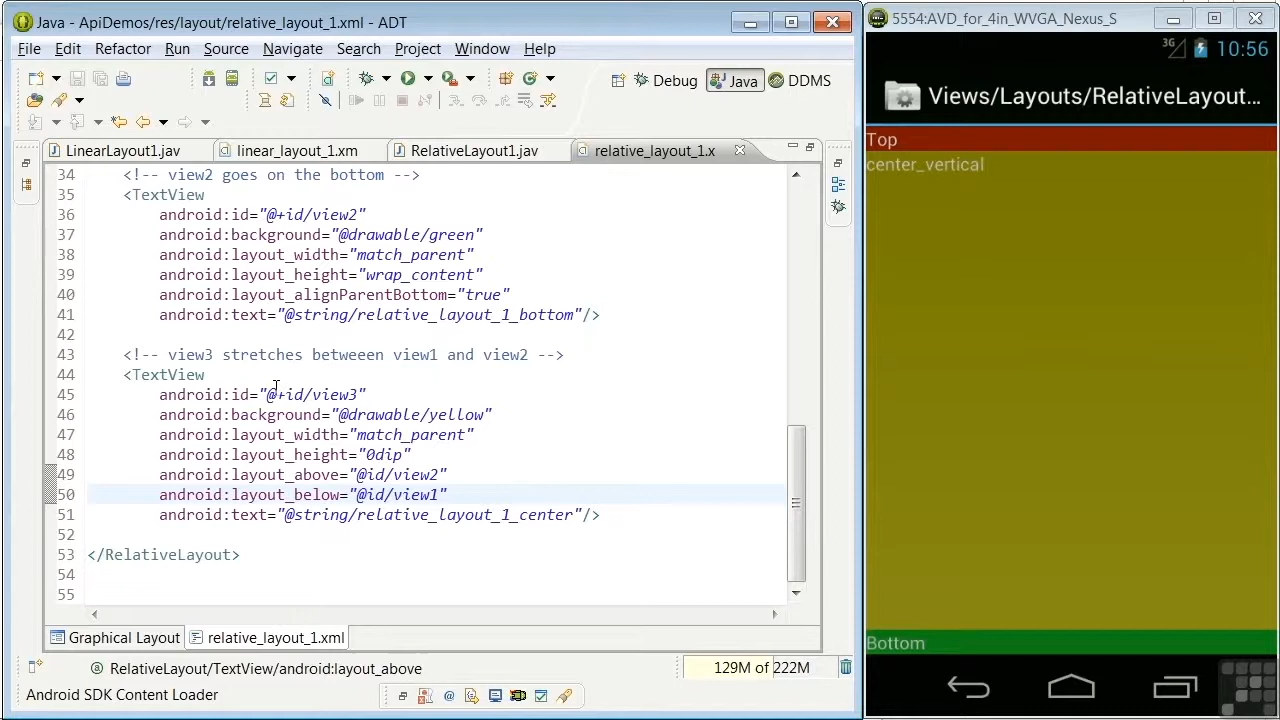 Java - ApiDemos/res/layout/relative_layout_1.xml - ADT
File Edit Refactor Run Source Navigate Search Project Window Help
Debug Java DDMS
LinearLayout1.jav linear_layout_1.xm RelativeLayout1.jav relative_layout_1.x
34 <!-- view2 goes on the bottom -->
35 <TextView
36 android:id="@+id/view2"
37 android:background="@drawable/green"
38 android:layout_width="match_parent"
39 android:layout_height="wrap_content"
40 android:layout_alignParentBottom="true"
41 android:text="@string/relative_layout_1_bottom"/>
42
43 <!-- view3 stretches betweeen view1 and view2 -->
44 <TextView
45 android:id="@+id/view3"
46 android:background="@drawable/yellow"
47 android:layout_width="match_parent"
48 android:layout_height="0dip"
49 android:layout_above="@id/view2"
50 android:layout_below="@id/view1"
51 android:text="@string/relative_layout_1_center"/>
52
53 </RelativeLayout>
54
55
Graphical Layout relative_layout_1.xml
RelativeLayout/TextView/android:layout_above 129M of 222M
Android SDK Content Loader
5554:AVD_for_4in_WVGA_Nexus_S
3G 10:56
Views/Layouts/RelativeLayout...
Top
center_vertical
Bottom